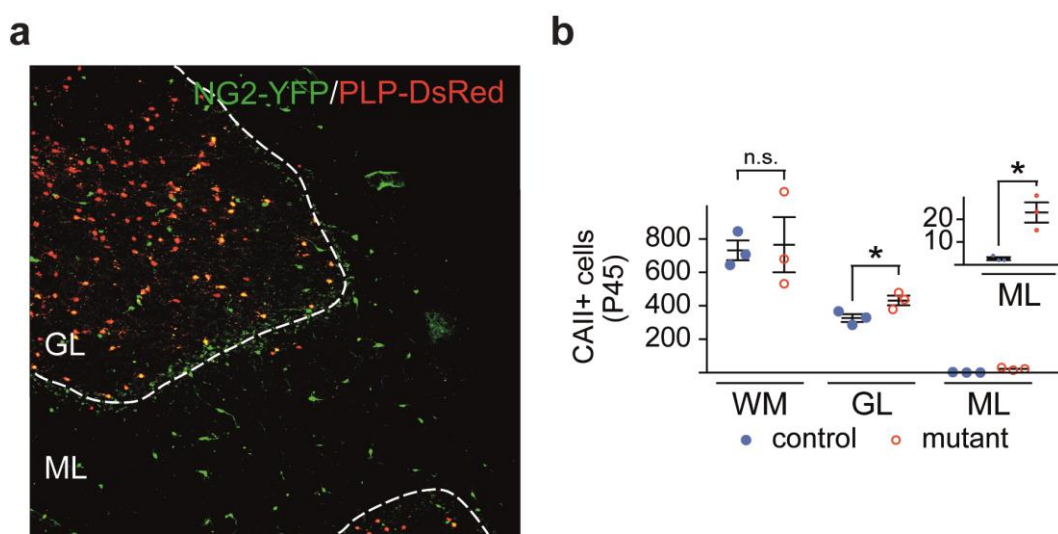 a
NG2-YFP/PLP-DsRed
GL
ML
b
CAII+ cells
(P45)
800
600
400
200
n.s.
*
*
20
10
ML
WM GL ML
control mutant